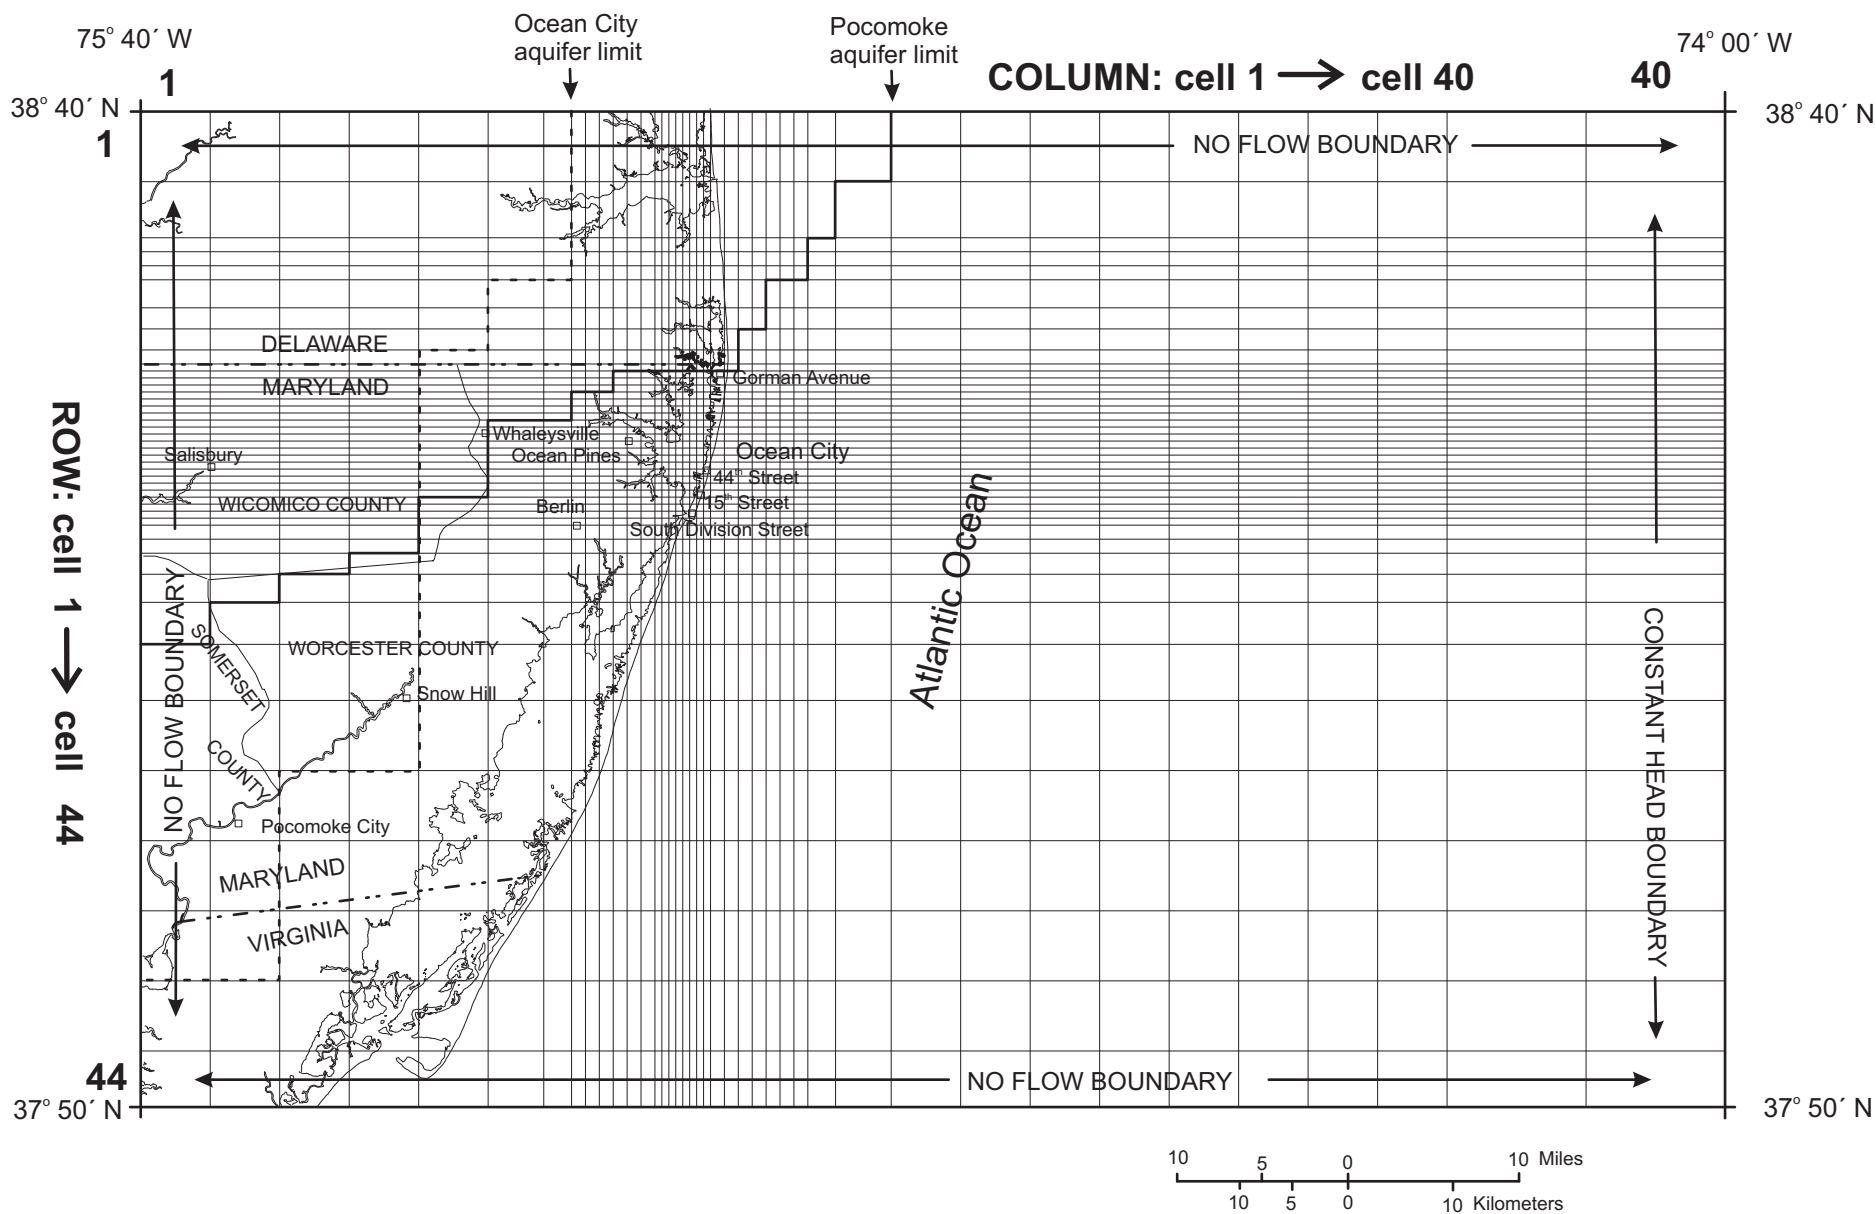 Ocean City
aquifer limit
Pocomoke
aquifer limit
75° 40´ W
74° 00´ W
1
COLUMN: cell 1 → cell 40
40
38° 40´ N
38° 40´ N
1
NO FLOW BOUNDARY
DELAWARE
MARYLAND
Gorman Avenue
Whaleysville
Ocean Pines
Ocean City
Salisbury
44th Street
WICOMICO COUNTY
15th Street
Berlin
South Division Street
ROW: cell 1 → cell 44
NO FLOW BOUNDARY
SOMERSET
COUNTY
WORCESTER COUNTY
Snow Hill
Atlantic Ocean
CONSTANT HEAD BOUNDARY
Pocomoke City
MARYLAND
VIRGINIA
44
NO FLOW BOUNDARY
37° 50´ N
37° 50´ N
10 5 0 10 Miles
10 5 0 10 Kilometers